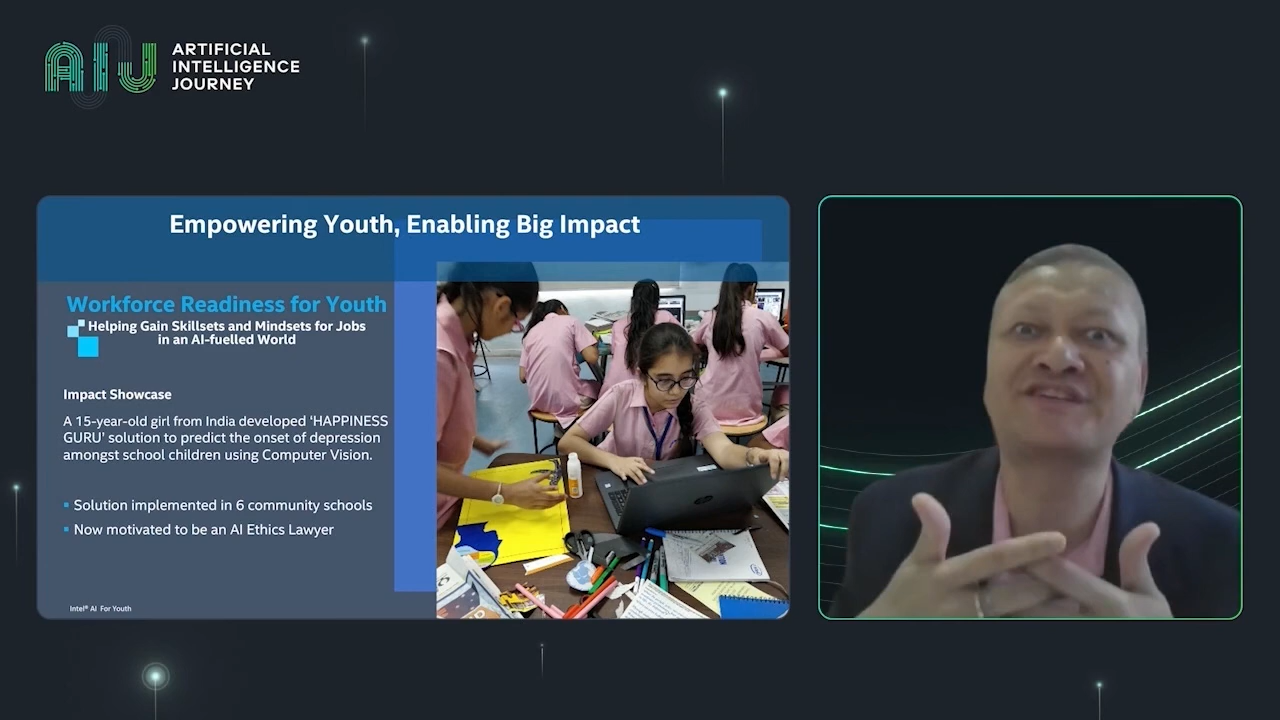 AIJ
ARTIFICIAL
INTELLIGENCE
JOURNEY
Empowering Youth, Enabling Big Impact
Workforce Readiness for Youth
Helping Gain Skillsets and Mindsets for Jobs
in an AI-fuelled World
Impact Showcase
A 15-year-old girl from India developed ‘HAPPINESS
GURU’ solution to predict the onset of depression
amongst school children using Computer Vision.
▪ Solution implemented in 6 community schools
▪ Now motivated to be an AI Ethics Lawyer
Intel® AI For Youth